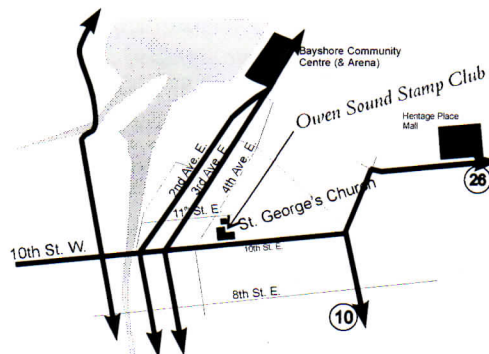 Bayshore Community
Centre (& Arena)
Owen Sound Stamp Club
Heritage Place
Mall
2nd Ave. E.
3rd Ave. E.
4th Ave. E.
26
11th St. E.
St. George's Church
10th St. W.
10th St. E.
8th St. E.
10